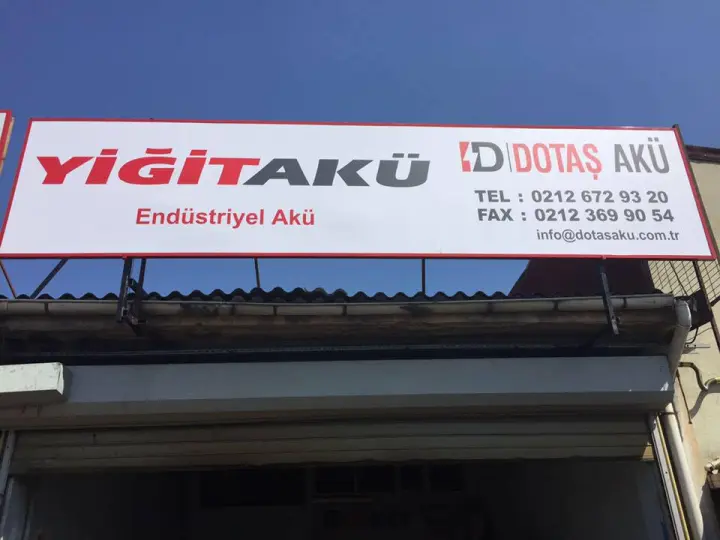 YİĞİTAKÜ
Endüstriyel Akü
D DOTAŞ AKÜ
TEL : 0212 672 93 20
FAX : 0212 369 90 54
info@dotasaku.com.tr